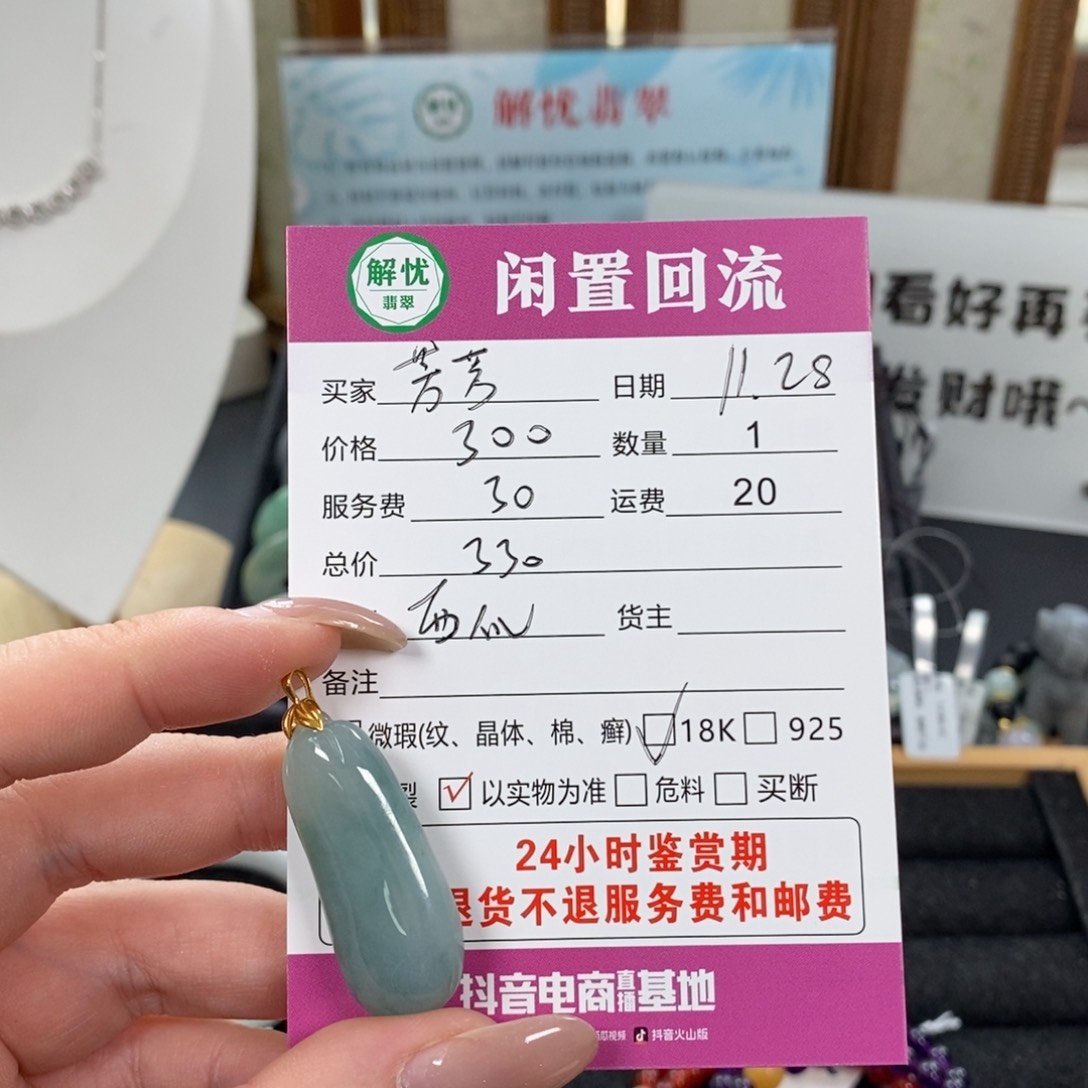 解忧翡翠
解忧
翡翠
闲置回流
看好再
发财哦~
买家 芳芳 日期 11.28
价格 300 数量 1
服务费 30 运费 20
总价 330
货主
备注
微瑕(纹、晶体、棉、癣) 18K 925
裂 以实物为准 危料 买断
24小时鉴赏期
退货不退服务费和邮费
抖音电商直播基地
视频 抖音火山版